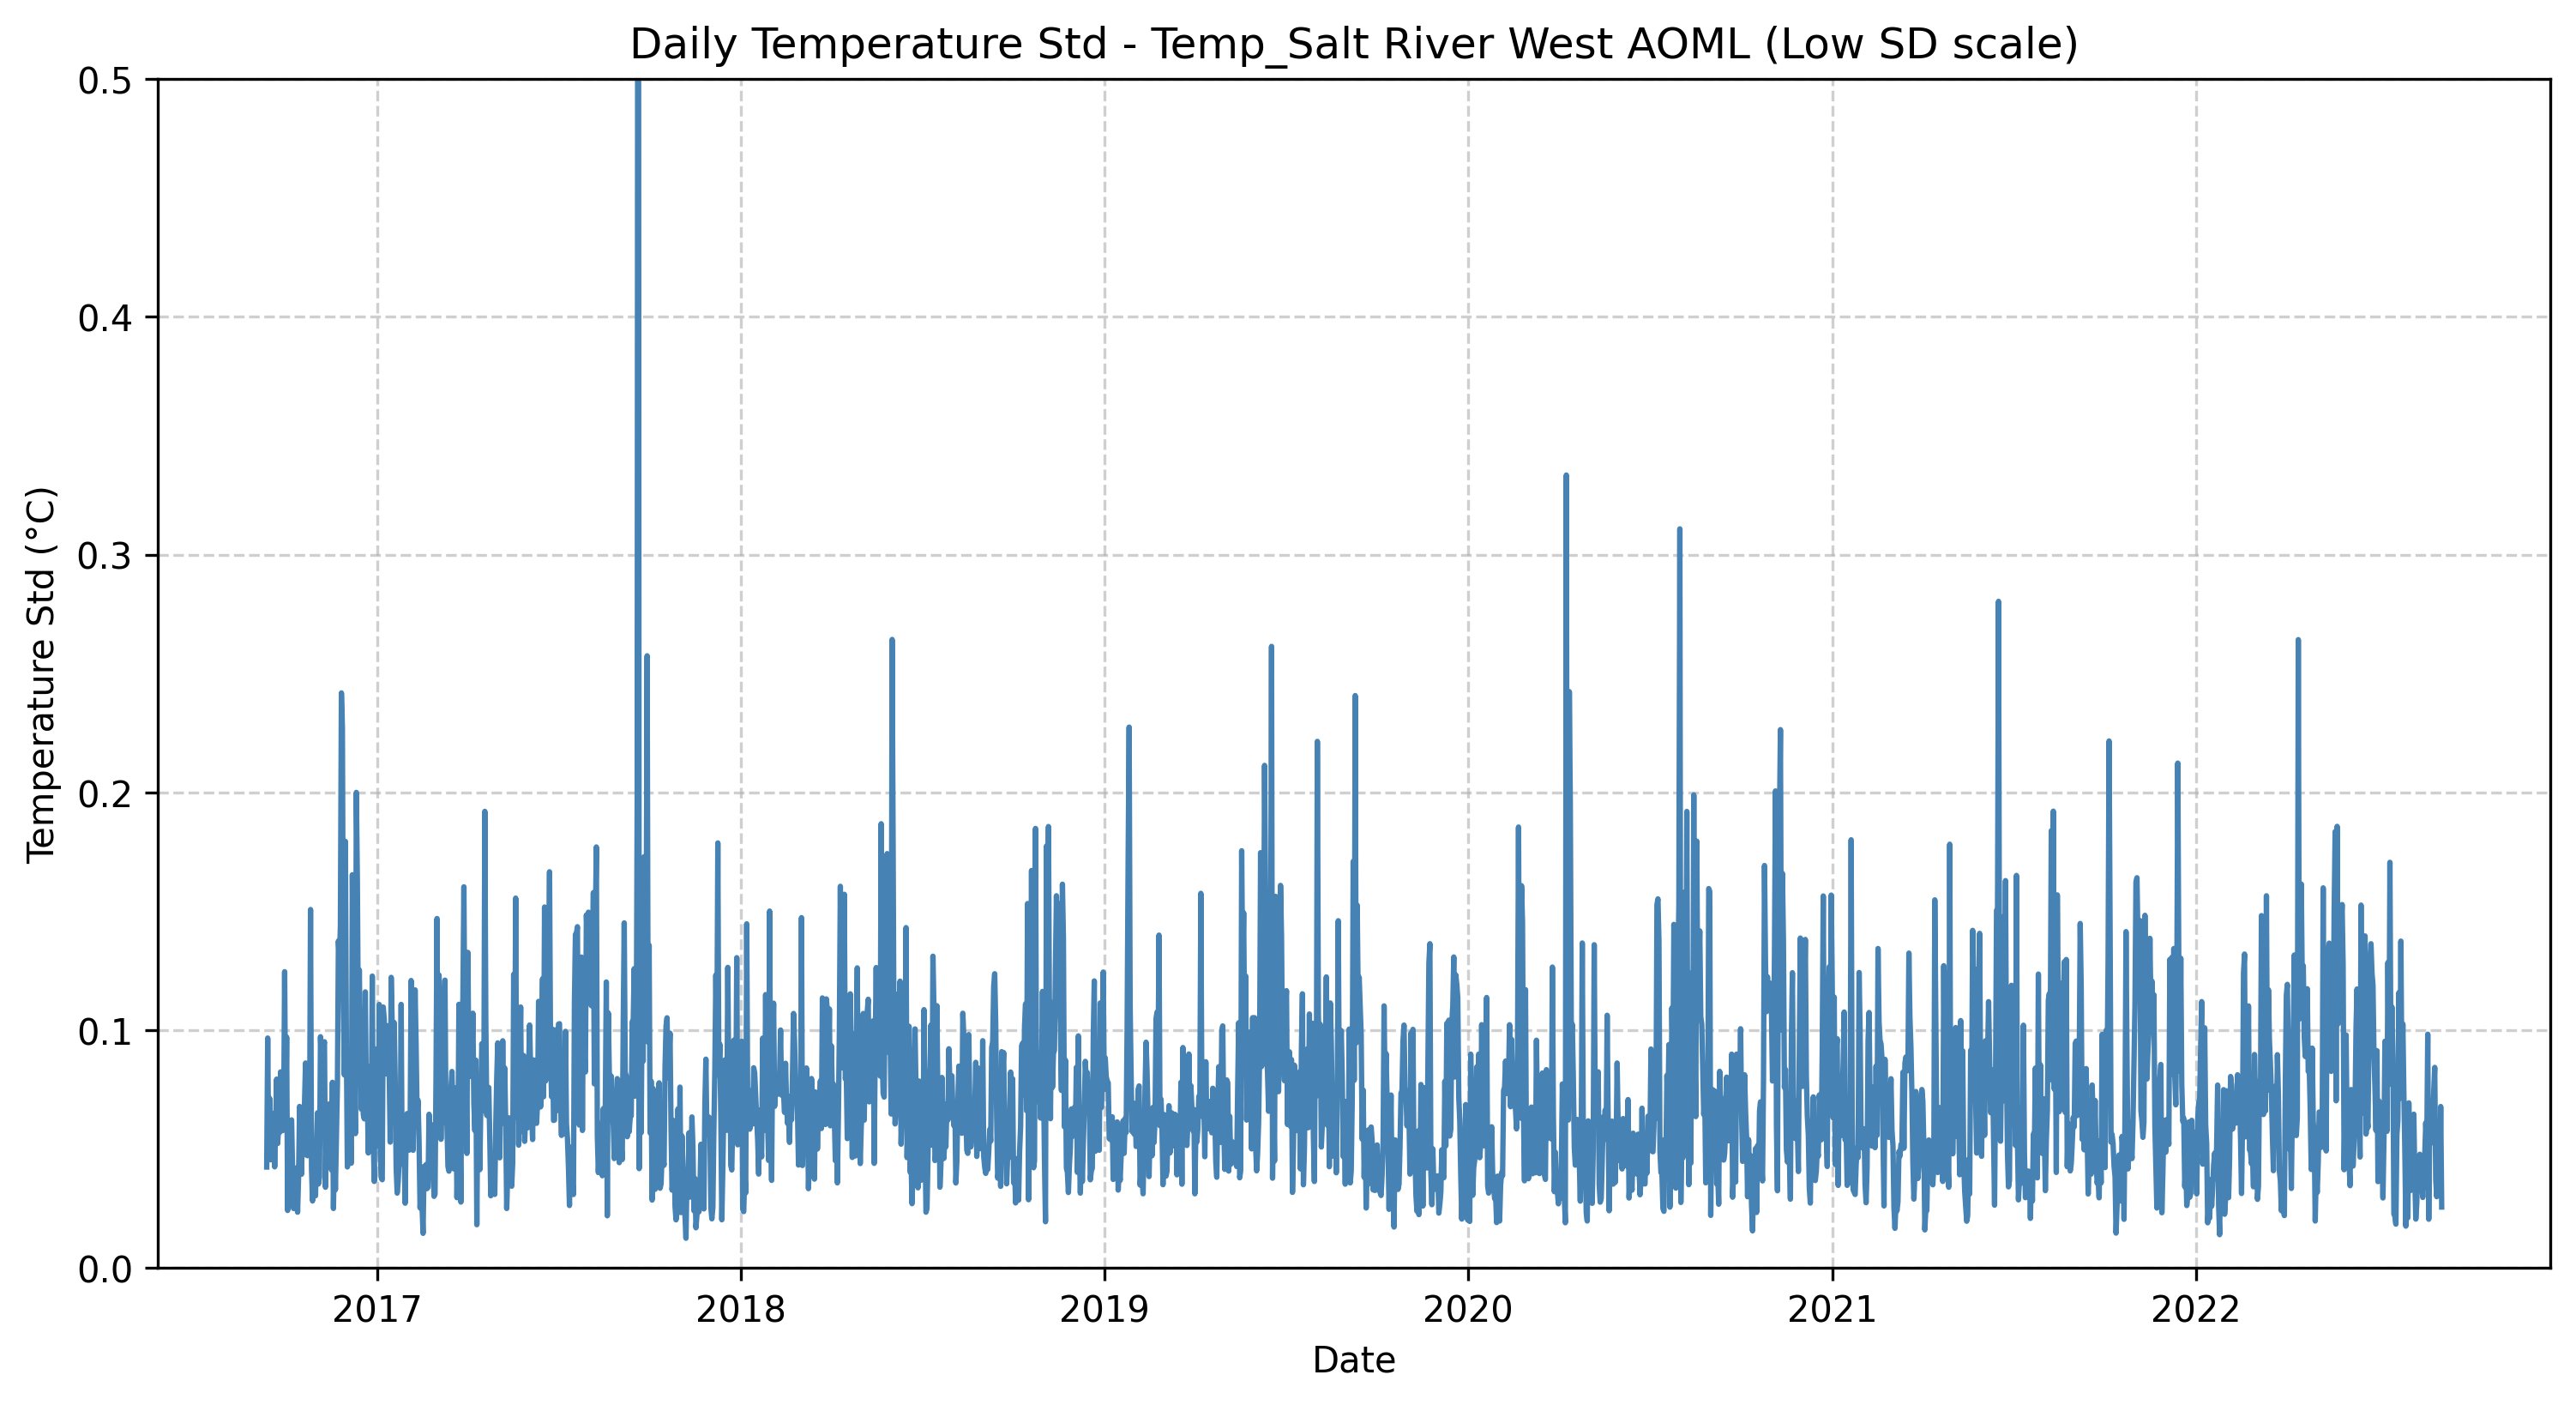 Daily Temperature Std - Temp_Salt River West AOML (Low SD scale)
Temperature Std (°C)
0.5
0.4
0.3
0.2
0.1
0.0
2017 2018 2019 2020 2021 2022
Date